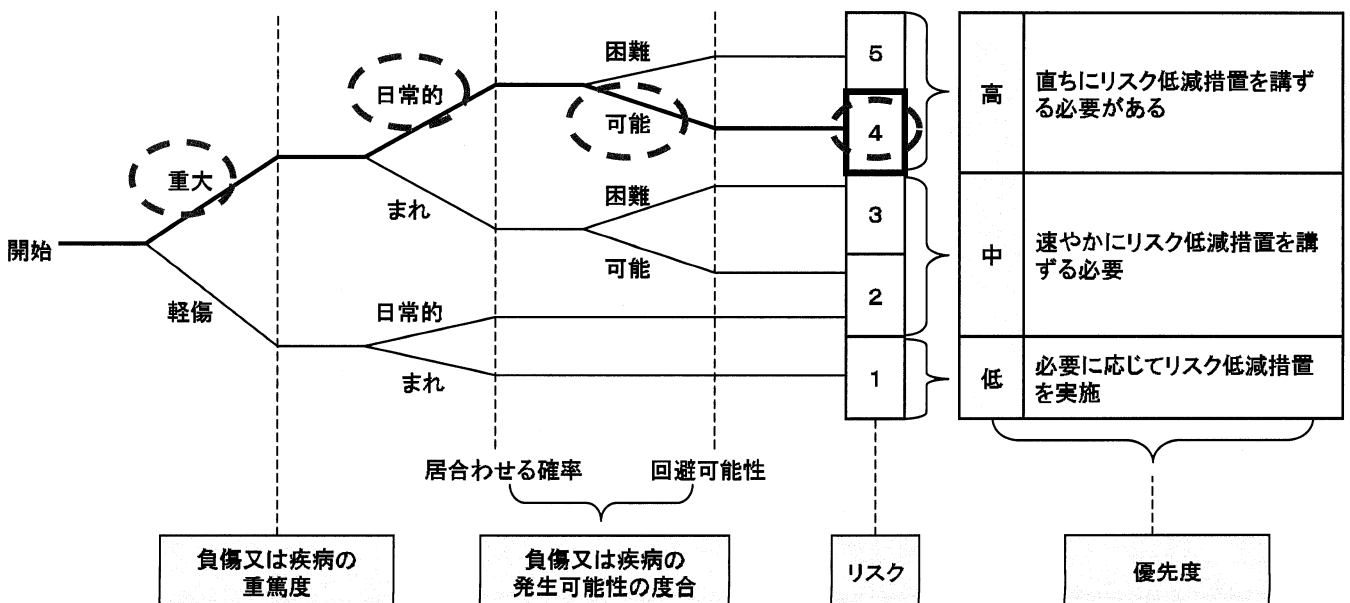 開始
重大
軽傷
日常的
まれ
日常的
まれ
困難
可能
困難
可能
5
4
3
2
1
高
直ちにリスク低減措置を講ず
る必要がある
中
速やかにリスク低減措置を講
ずる必要
低
必要に応じてリスク低減措置
を実施
居合わせる確率
回避可能性
負傷又は疾病の
重篤度
負傷又は疾病の
発生可能性の度合
リスク
優先度